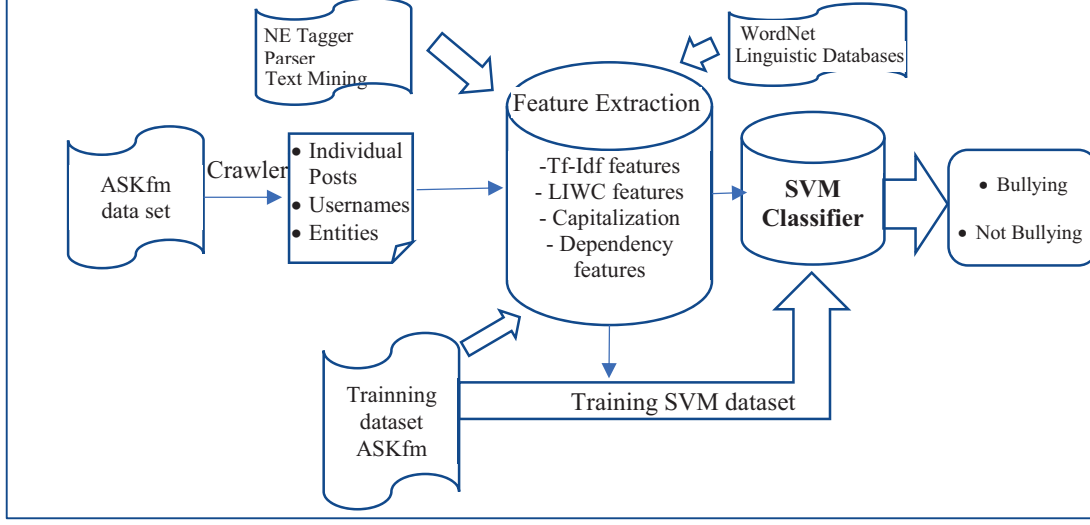 NE Tagger
Parser
Text Mining
WordNet
Linguistic Databases
Feature Extraction
-Tf-Idf features
- LIWC features
- Capitalization
- Dependency
features
ASKfm
data set
Crawler
• Individual
Posts
• Usernames
• Entities
SVM
Classifier
• Bullying
• Not Bullying
Trainning
dataset
ASKfm
Training SVM dataset